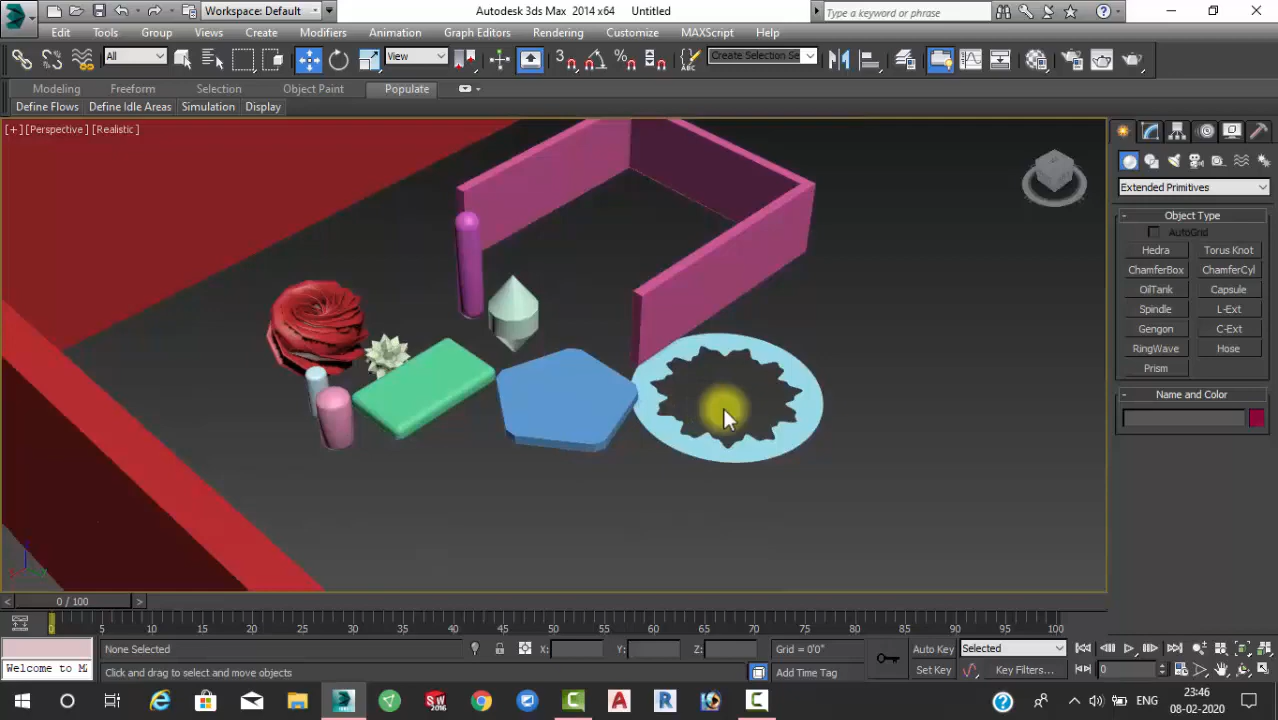 Workspace: Default
Autodesk 3ds Max 2014 x64 Untitled
Type a keyword or phrase
Edit Tools Group Views Create Modifiers Animation Graph Editors Rendering Customize MAXScript Help
All
View
3
Create Selection Se
Modeling Freeform Selection Object Paint Populate
Define Flows Define Idle Areas Simulation Display
[+] [Perspective] [Realistic]
Extended Primitives
- Object Type
AutoGrid
Hedra Torus Knot
ChamferBox ChamferCyl
OilTank Capsule
Spindle L-Ext
Gengon C-Ext
RingWave Hose
Prism
- Name and Color
< 0 / 100 >
0 5 10 15 20 25 30 35 40 45 50 55 60 65 70 75 80 85 90 95 100
None Selected X: Y: Z: Grid = 0'0" Auto Key Selected
Welcome to M Click and drag to select and move objects Add Time Tag Set Key Key Filters... 0
ENG
23:46
08-02-2020